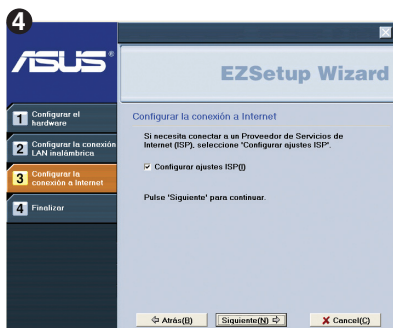 4
ASUS®
EZSetup Wizard
1 Configurar el
hardware
2 Configurar la conexión
LAN inalámbrica
3 Configurar la
conexión a Internet
4 Finalizar
Configurar la conexión a Internet
Si necesita conectar a un Proveedor de Servicios de
Internet (ISP), seleccione "Configurar ajustes ISP".
Configurar ajustes ISP(I)
Pulse 'Siguiente' para continuar.
Atrás(B)
Siguiente(N)
Cancel(C)